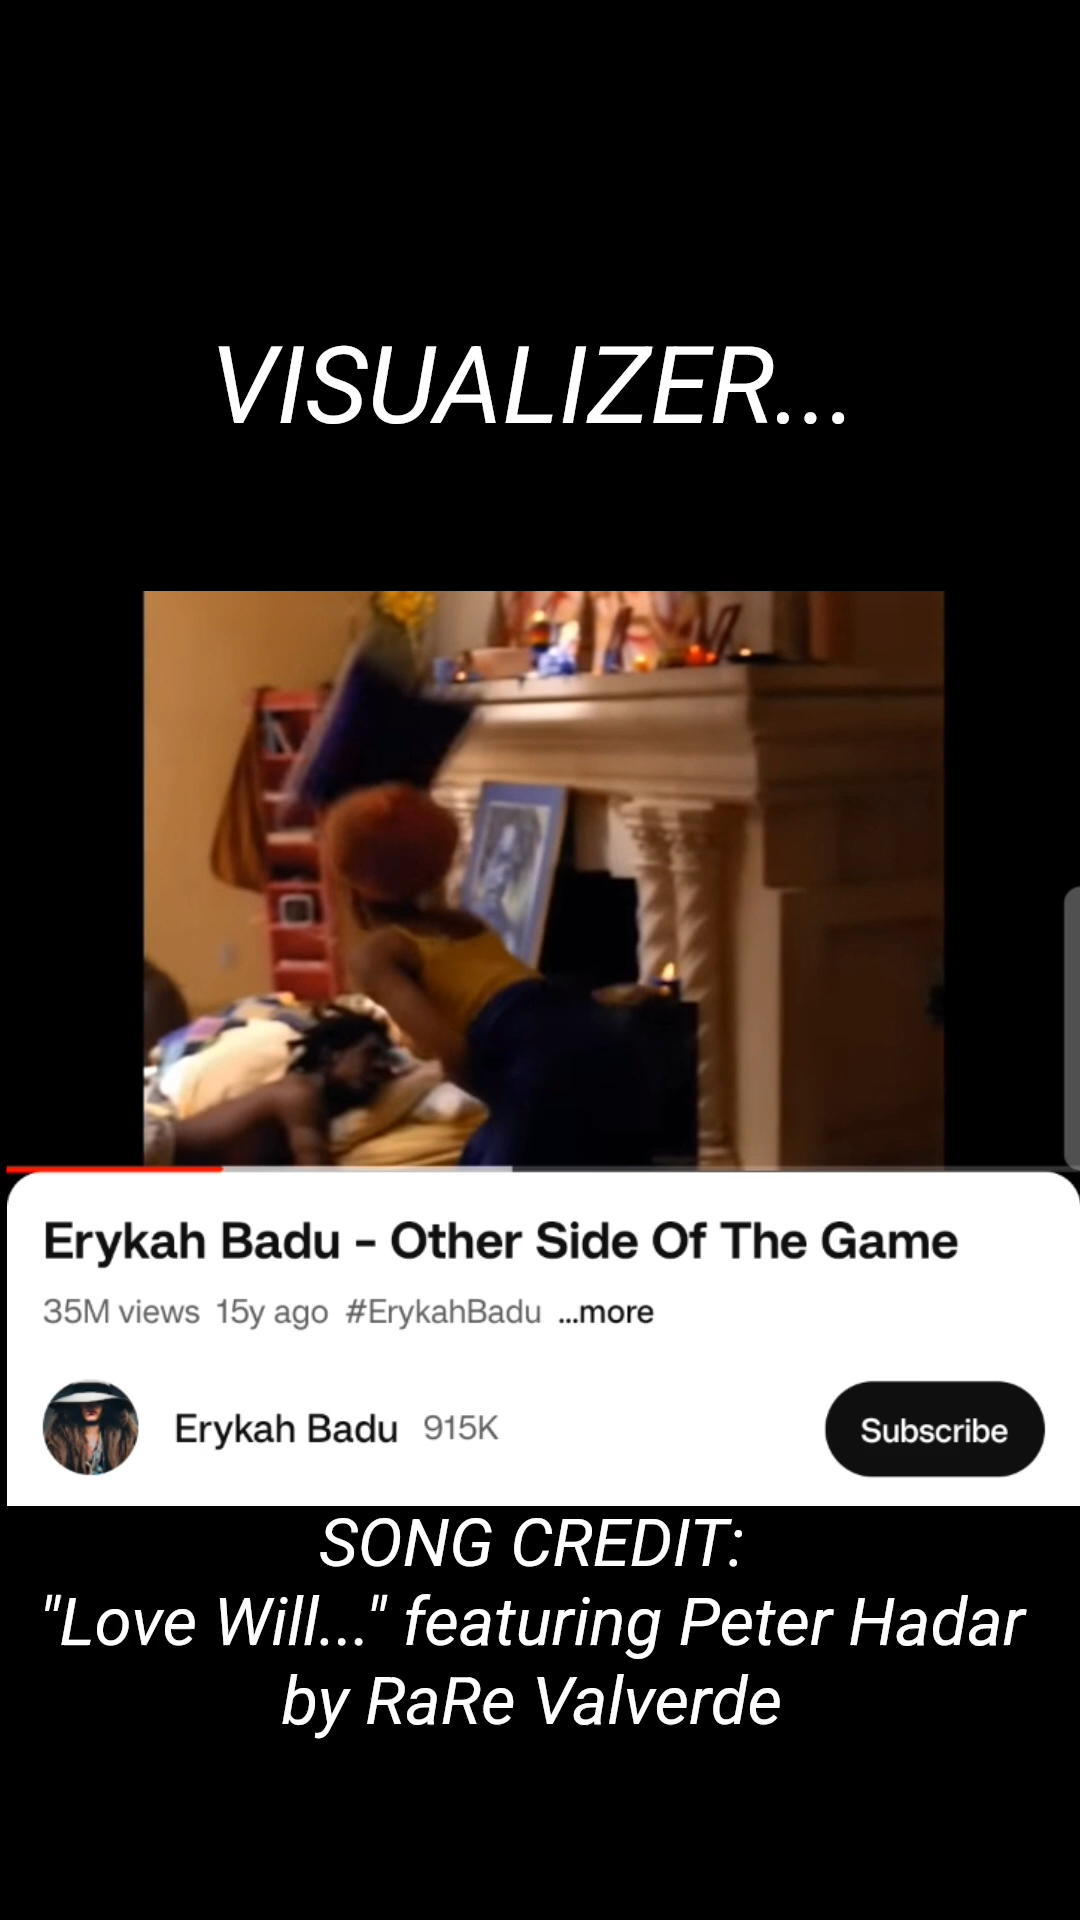 VISUALIZER...
Erykah Badu - Other Side Of The Game
35M views 15y ago #ErykahBadu ...more
Erykah Badu 915K
Subscribe
SONG CREDIT:
"Love Will..." featuring Peter Hadar
by RaRe Valverde